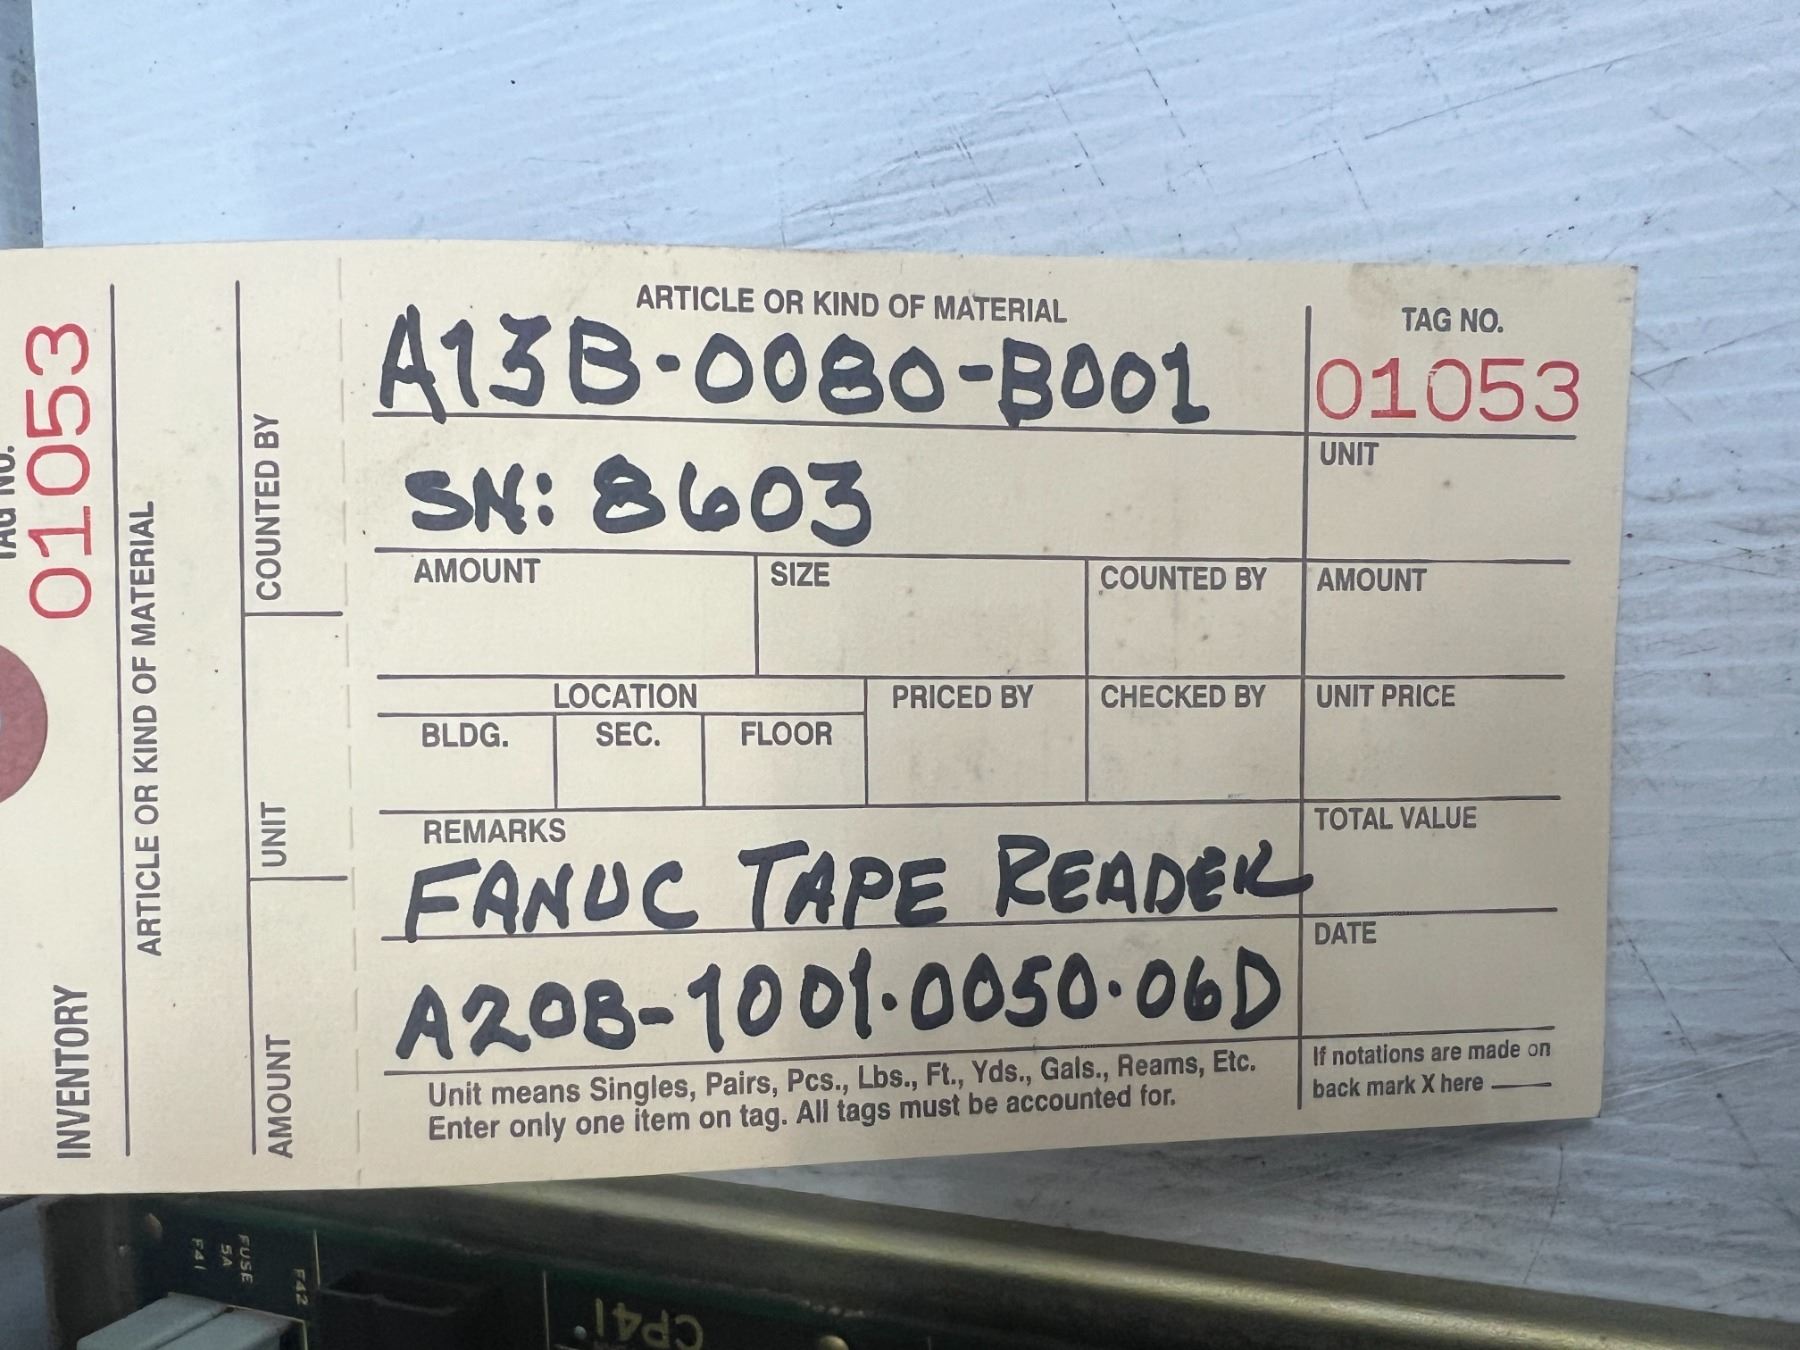 TAG NO.
01053
INVENTORY
ARTICLE OR KIND OF MATERIAL
COUNTED BY
UNIT
AMOUNT
ARTICLE OR KIND OF MATERIAL
A13B-0080-B001
TAG NO.
01053
SN: 8603
UNIT
AMOUNT
SIZE
COUNTED BY
AMOUNT
LOCATION
BLDG.
SEC.
FLOOR
PRICED BY
CHECKED BY
UNIT PRICE
REMARKS
FANUC TAPE READER
TOTAL VALUE
A20B-1001.0050.06D
DATE
Unit means Singles, Pairs, Pcs., Lbs., Ft., Yds., Gals., Reams, Etc.
Enter only one item on tag. All tags must be accounted for.
If notations are made on
back mark X here
FUSE
5A
F41
F42
CP41